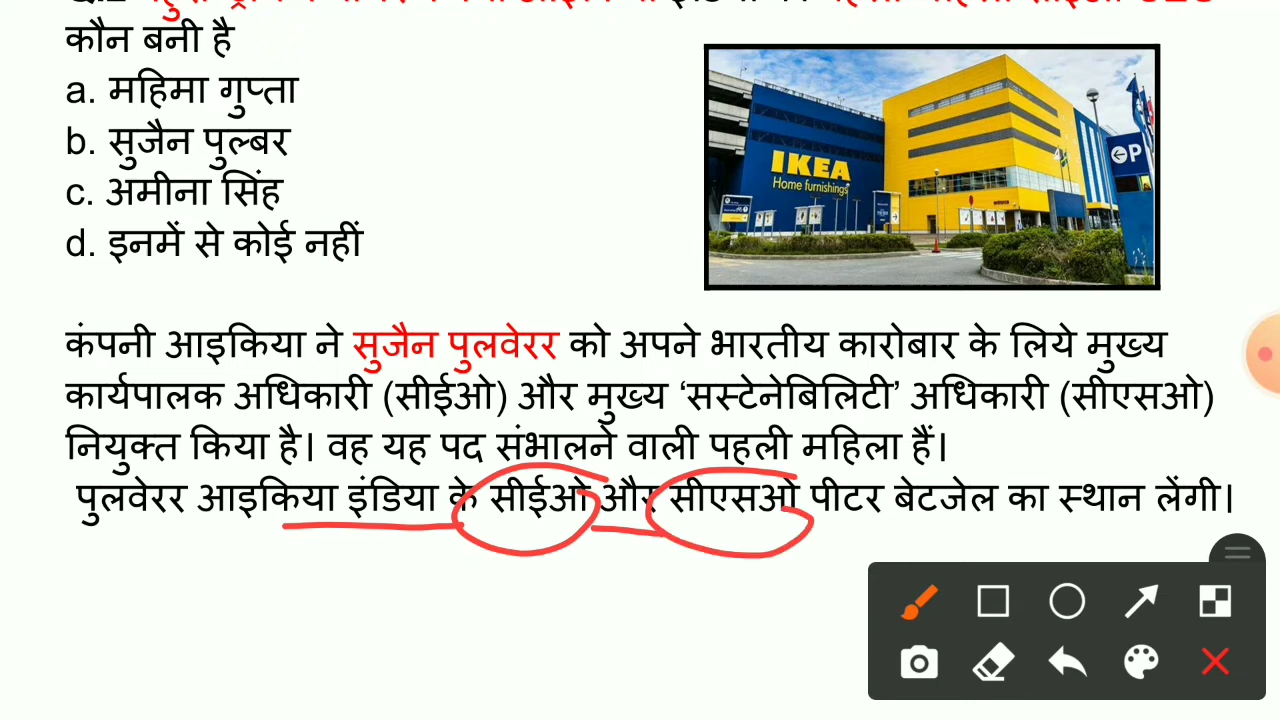 कौन बनी है
a. महिमा गुप्ता
b. सुजैन पुल्बर
c. अमीना सिंह
d. इनमें से कोई नहीं
IKEA
Home furnishings
P
कंपनी आइकिया ने सुजैन पुलवेरर को अपने भारतीय कारोबार के लिये मुख्य
कार्यपालक अधिकारी (सीईओ) और मुख्य ‘सस्टेनेबिलिटी’ अधिकारी (सीएसओ)
नियुक्त किया है। वह यह पद संभालने वाली पहली महिला हैं।
पुलवेरर आइकिया इंडिया के सीईओ और सीएसओ पीटर बेटजेल का स्थान लेंगी।